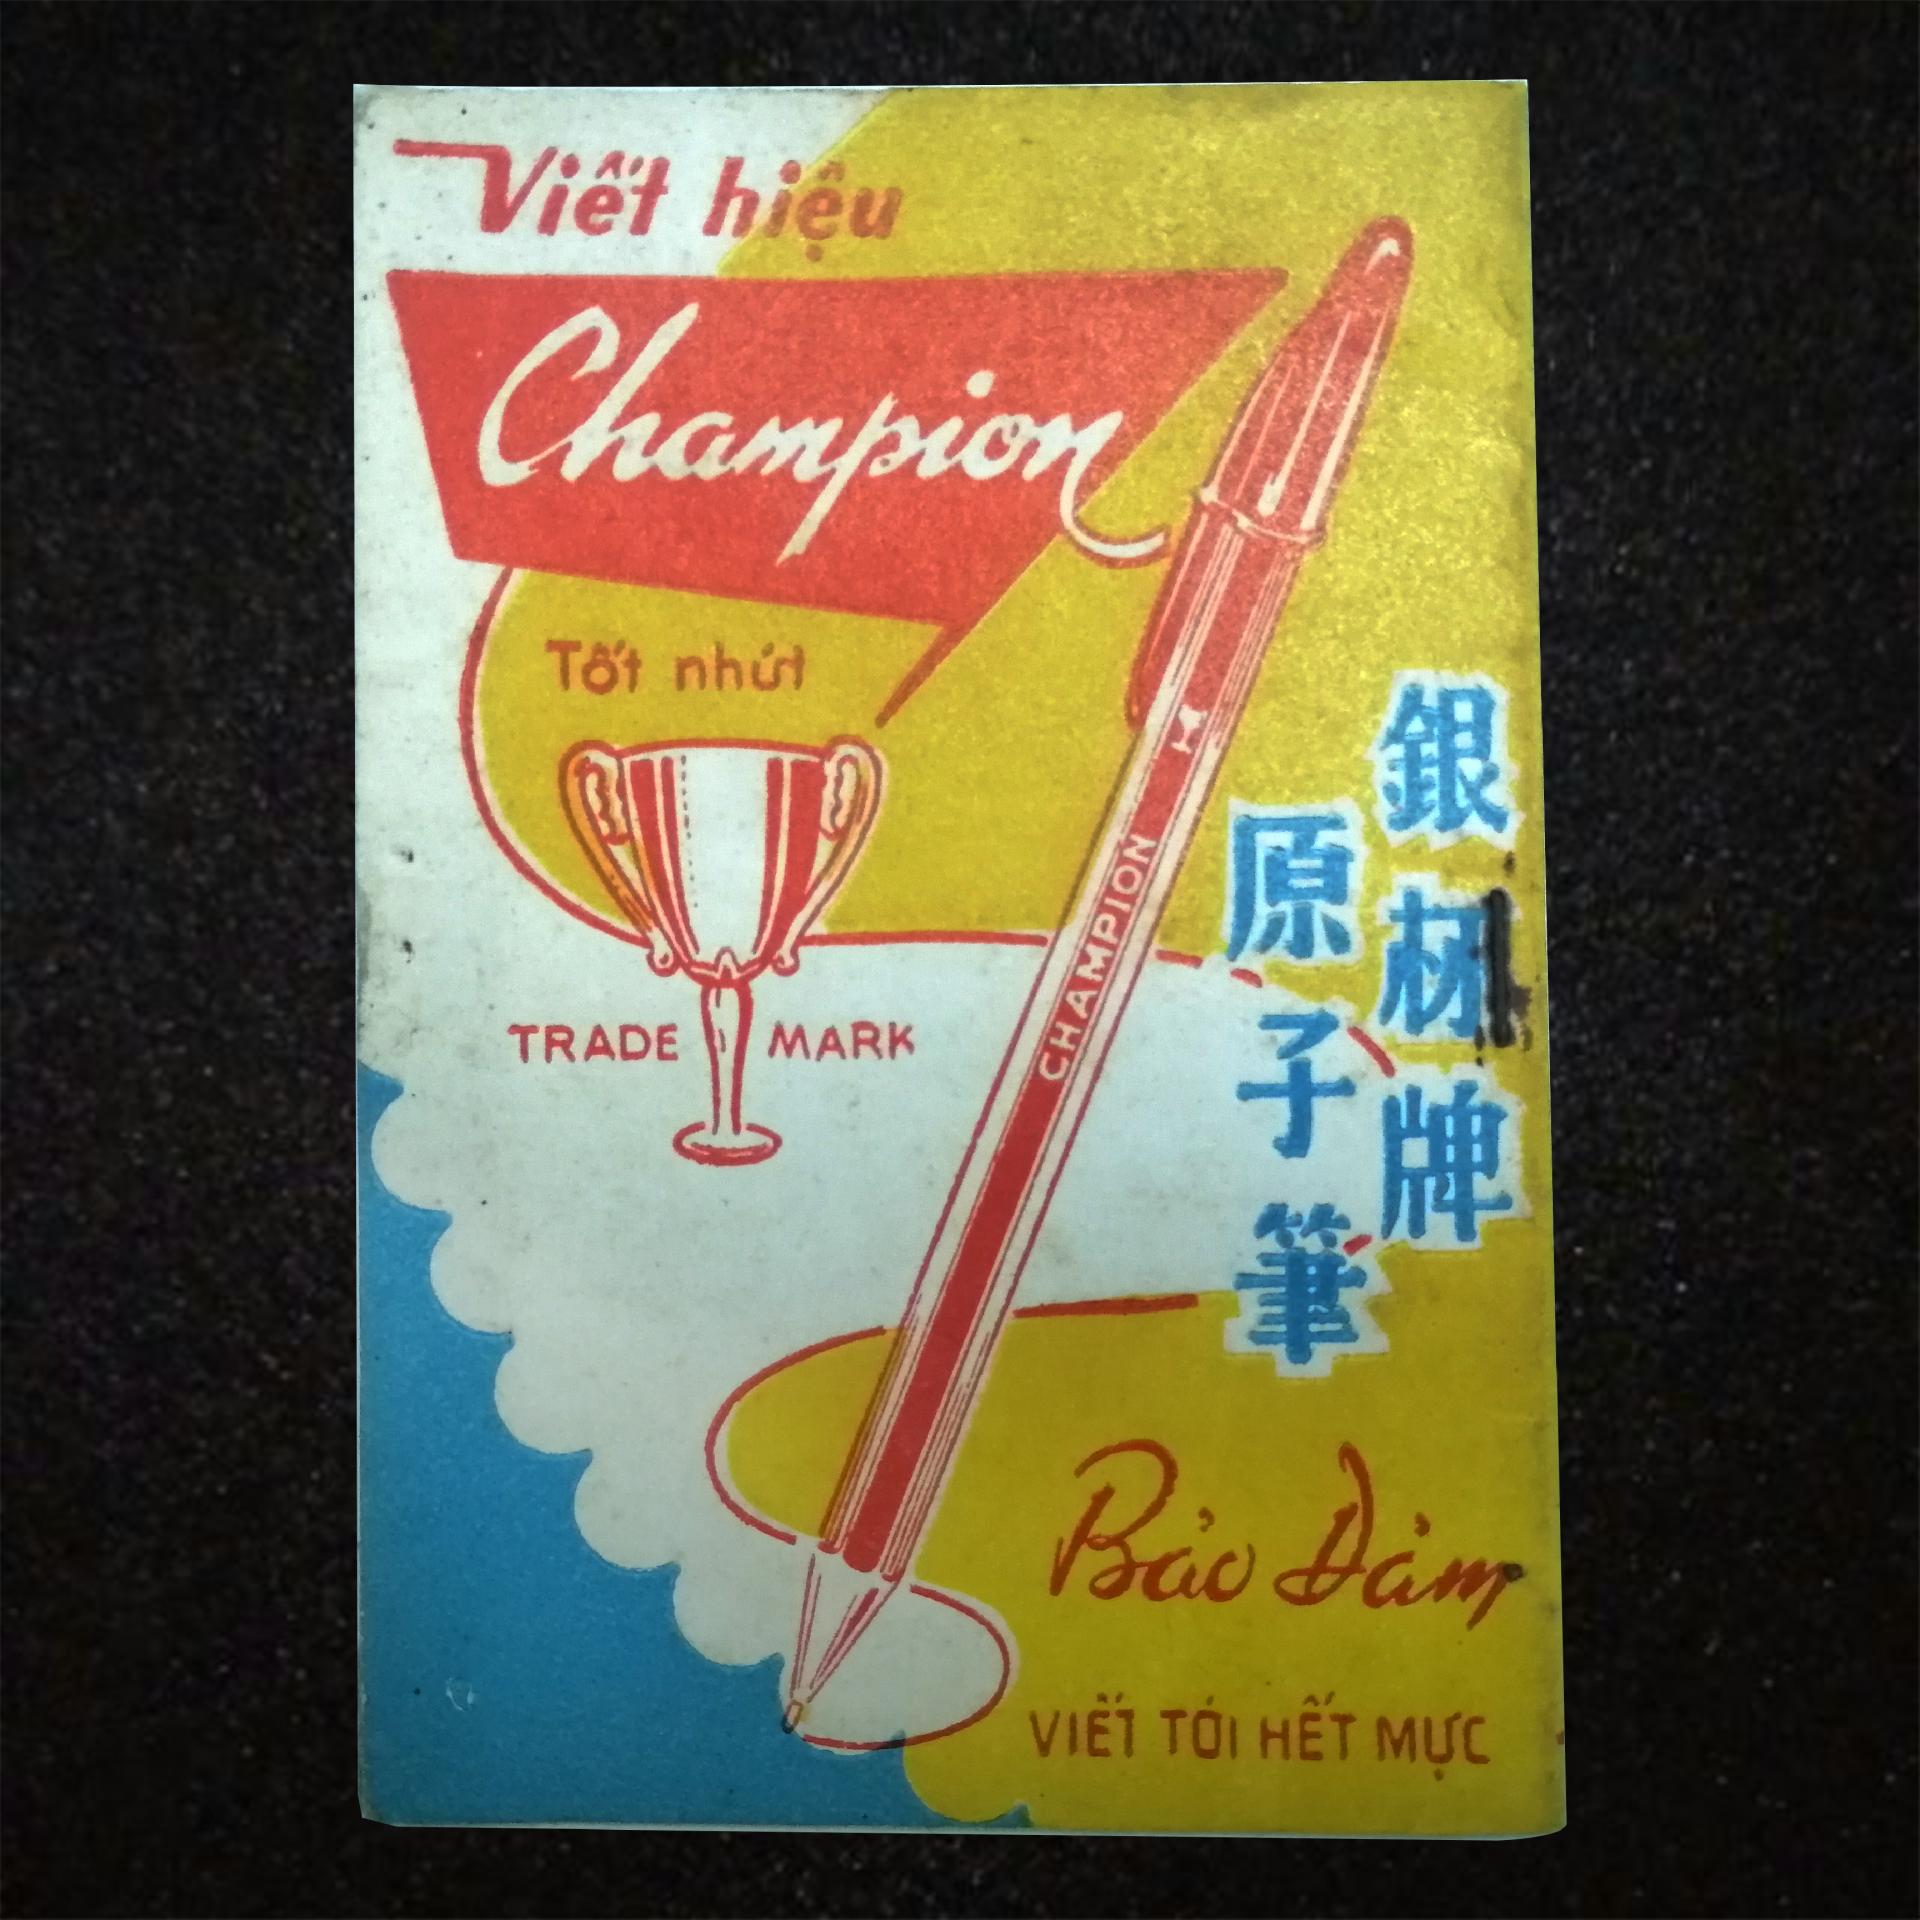 Viết hiệu
Champion
Tốt nhứt
TRADE MARK
CHAMPION
銀杯牌
原子筆
Bảo Đảm
VIẾT TỚI HẾT MỰC